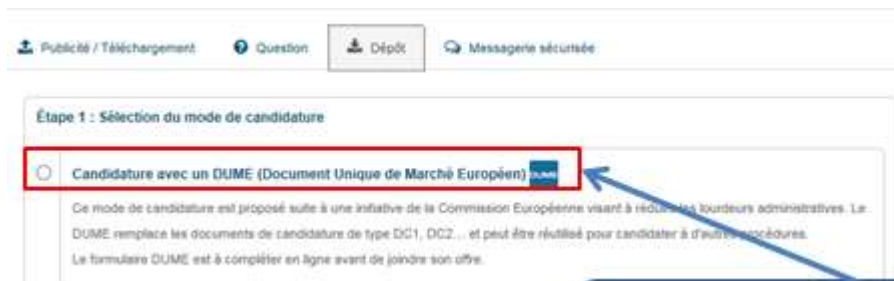 Publicité / Téléchargement Question Dépôt Messagerie sécurisée
Étape 1 : Sélection du mode de candidature
Candidature avec un DUME (Document Unique de Marché Européen) DUME
Ce mode de candidature est proposé suite à une initiative de la Commission Européenne visant à réduire les lourdeurs administratives. Le
DUME remplace les documents de candidature de type DC1, DC2... et peut être réutilisé pour candidater à d'autres procédures.
Le formulaire DUME est à compléter en ligne avant de joindre son offre.